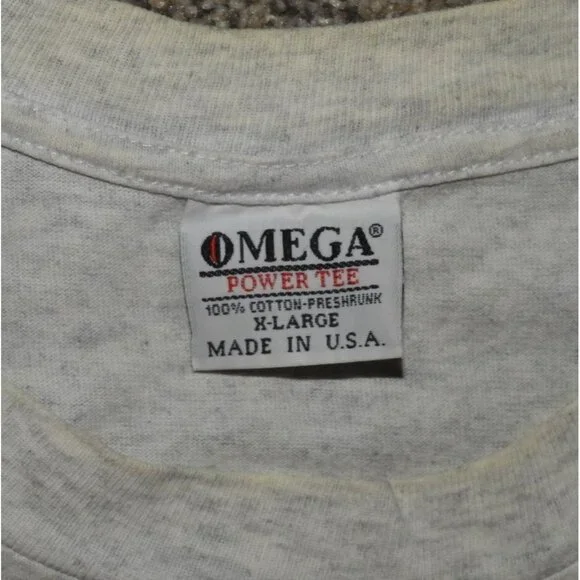 OMEGA®
POWER TEE
100% COTTON-PRESHRUNK
X-LARGE
MADE IN U.S.A.